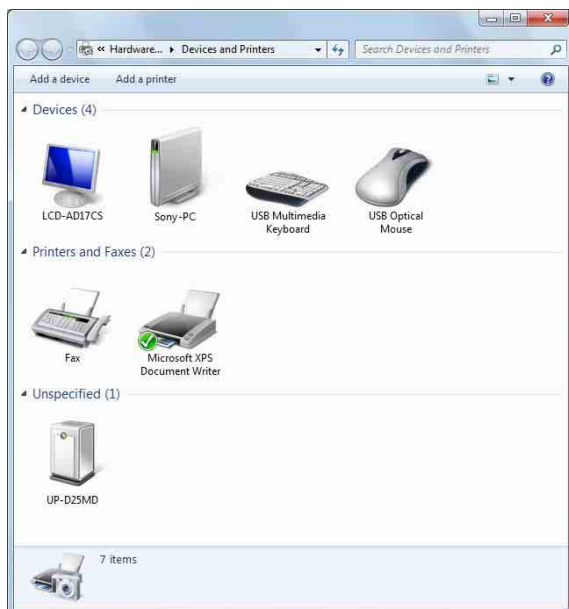 « Hardware... ▸ Devices and Printers
Search Devices and Printers
Add a device Add a printer
Devices (4)
LCD-AD17CS Sony-PC USB Multimedia Keyboard USB Optical Mouse
Printers and Faxes (2)
Fax Microsoft XPS Document Writer
Unspecified (1)
UP-D25MD
7 items